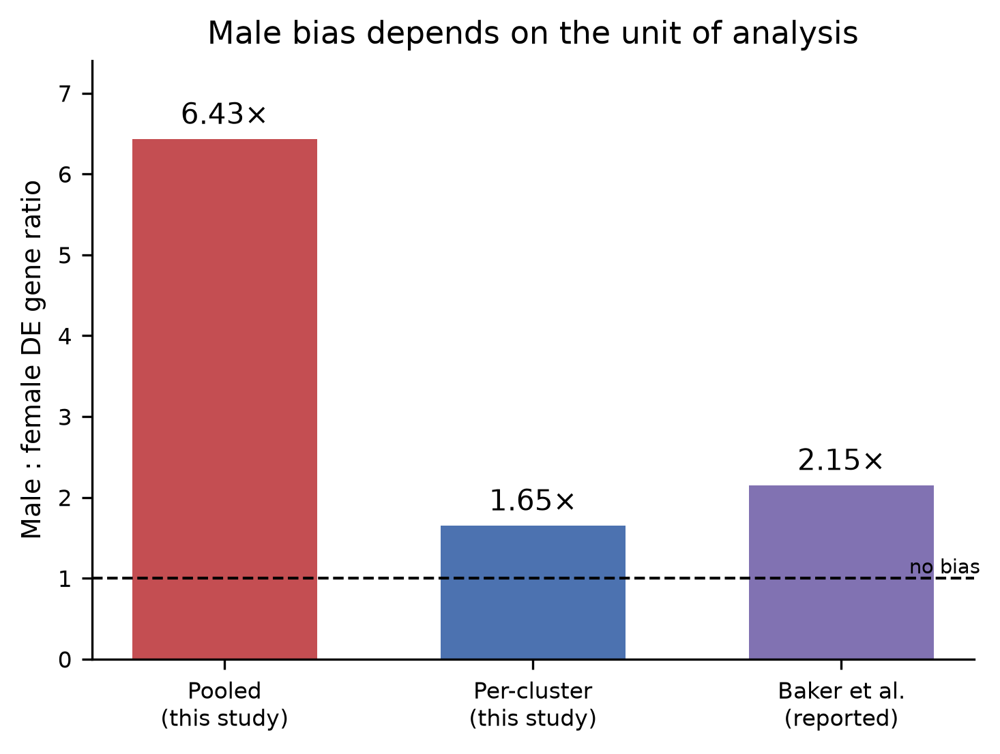 Male bias depends on the unit of analysis
Male : female DE gene ratio
7
6
5
4
3
2
1
0
6.43×
1.65×
2.15×
no bias
Pooled
(this study)
Per-cluster
(this study)
Baker et al.
(reported)